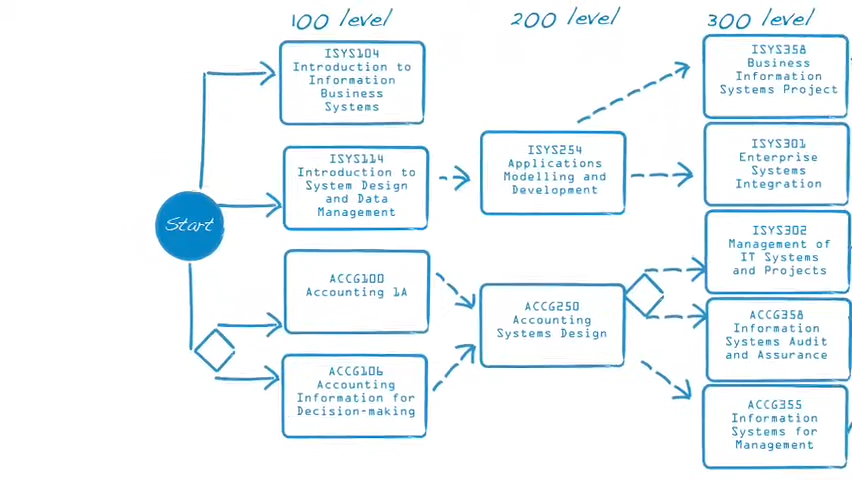 100 level
200 level
300 level
ISYS104
Introduction to
Information
Business
Systems
ISYS114
Introduction to
System Design
and Data
Management
Start
ACCG100
Accounting 1A
ACCG106
Accounting
Information for
Decision-making
ISYS254
Applications
Modelling and
Development
ACCG250
Accounting
Systems Design
ISYS358
Business
Information
Systems Project
ISYS301
Enterprise
Systems
Integration
ISYS302
Management of
IT Systems
and Projects
ACCG358
Information
Systems Audit
and Assurance
ACCG355
Information
Systems for
Management